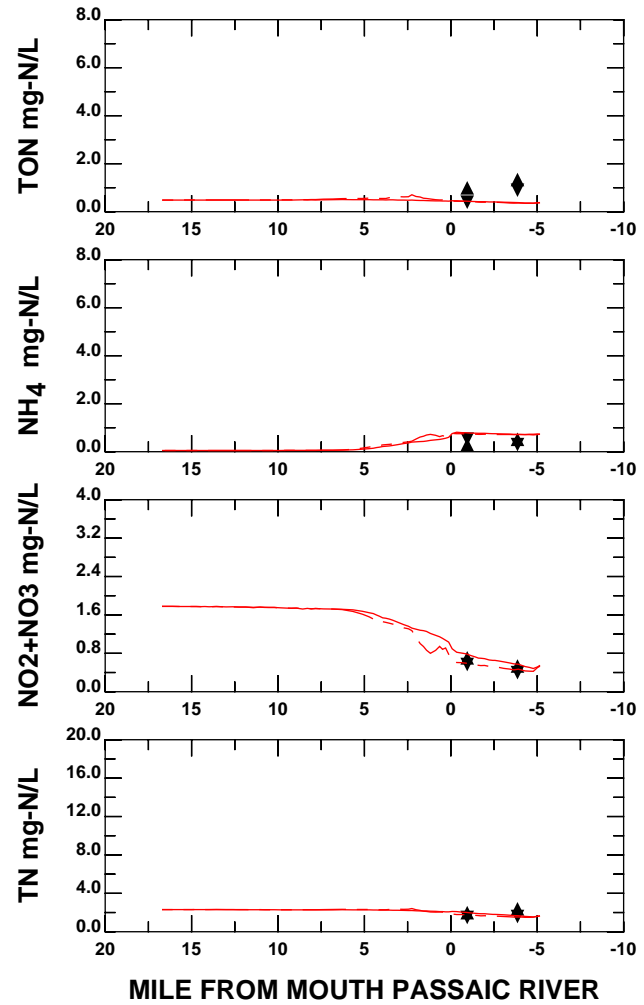 TON mg-N/L
8.0
6.0
4.0
2.0
0.0
20 15 10 5 0 -5 -10
NH4 mg-N/L
8.0
6.0
4.0
2.0
0.0
20 15 10 5 0 -5 -10
NO2+NO3 mg-N/L
4.0
3.2
2.4
1.6
0.8
0.0
20 15 10 5 0 -5 -10
TN mg-N/L
20.0
16.0
12.0
8.0
4.0
0.0
20 15 10 5 0 -5 -10
MILE FROM MOUTH PASSAIC RIVER